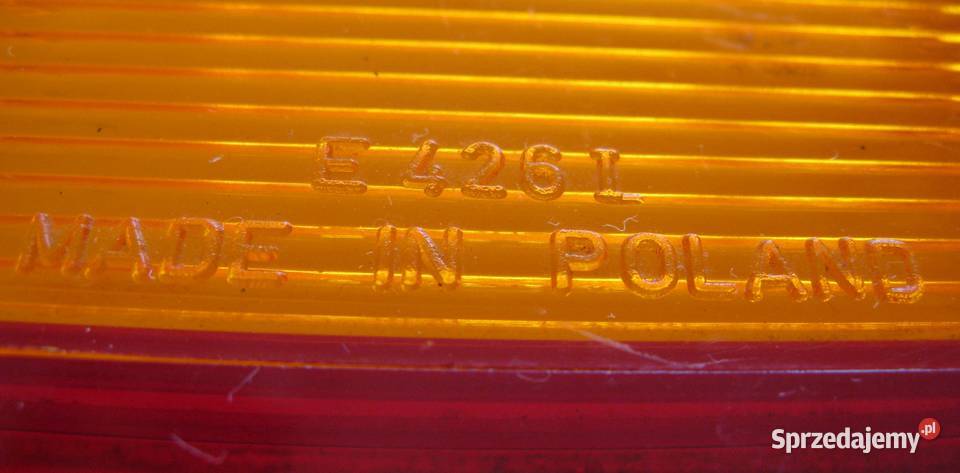 E 4261
MADE IN POLAND
Sprzedajemy.pl